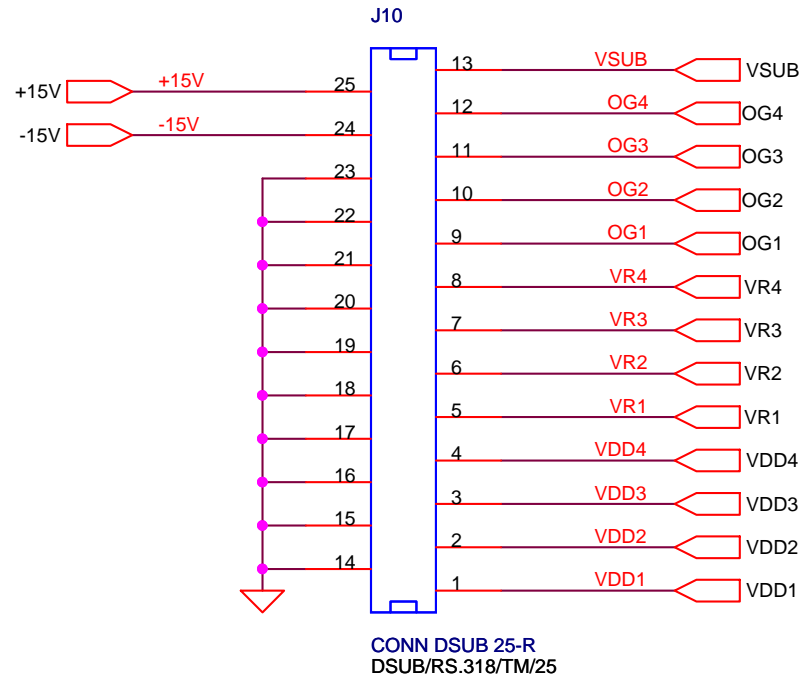 J10
13 VSUB VSUB
+15V +15V 25
12 OG4 OG4
-15V -15V 24
11 OG3 OG3
23
10 OG2 OG2
22
9 OG1 OG1
21
8 VR4 VR4
20
7 VR3 VR3
19
6 VR2 VR2
18
5 VR1 VR1
17
4 VDD4 VDD4
16
3 VDD3 VDD3
15
2 VDD2 VDD2
14
1 VDD1 VDD1
CONN DSUB 25-R
DSUB/RS.318/TM/25